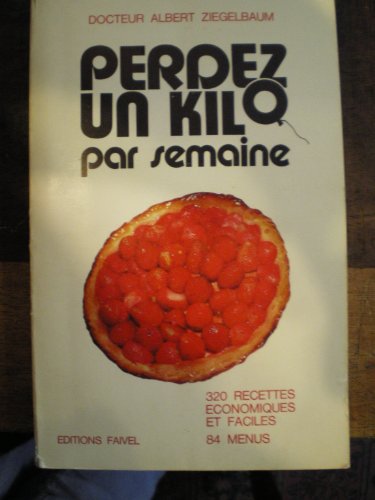 DOCTEUR ALBERT ZIEGELBAUM
PERDEZ
UN KILO
par semaine
320 RECETTES
ECONOMIQUES
ET FACILES
84 MENUS
EDITIONS FAIVEL